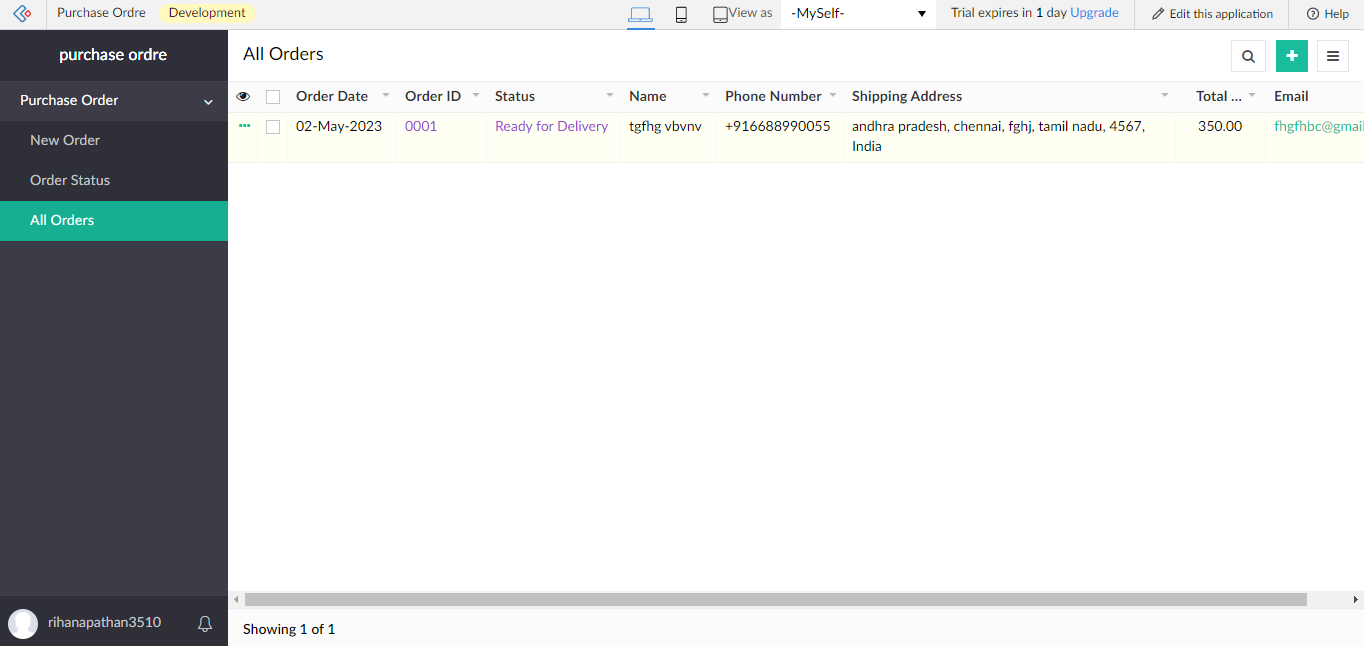 Purchase Ordre Development View as -MySelf- Trial expires in 1 day Upgrade Edit this application Help
purchase ordre
All Orders
Purchase Order
New Order
Order Status
All Orders
Order Date Order ID Status Name Phone Number Shipping Address Total ... Email
02-May-2023 0001 Ready for Delivery tgfhg vbvnv +916688990055 andhra pradesh, chennai, fghj, tamil nadu, 4567, 350.00 fhgfhbc@gmail
India
rihanapathan3510
Showing 1 of 1